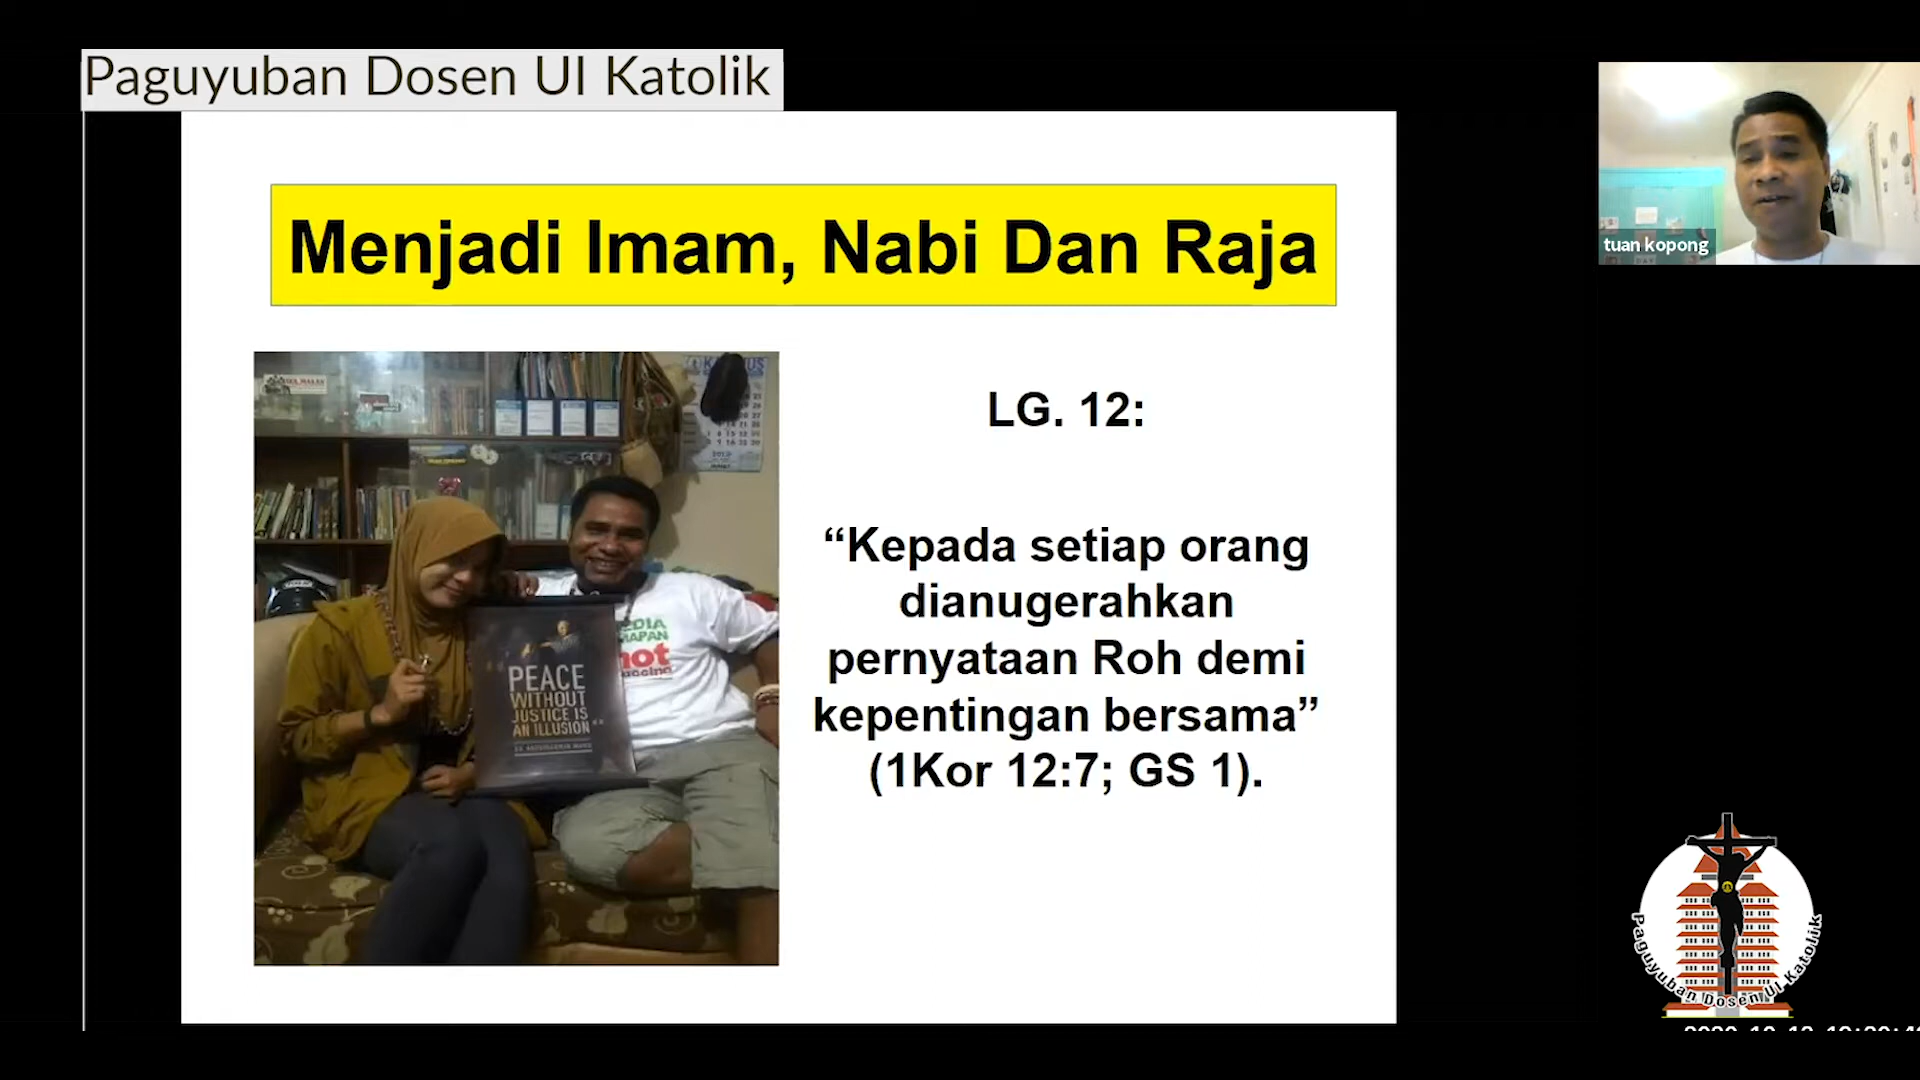 Paguyuban Dosen UI Katolik
Menjadi Imam, Nabi Dan Raja
tuan kopong
LG. 12:
“Kepada setiap orang
dianugerahkan
pernyataan Roh demi
kepentingan bersama”
(1Kor 12:7; GS 1).
PEACE
WITHOUT
JUSTICE IS
AN ILLUSION
Paguyuban Dosen UI Katolik